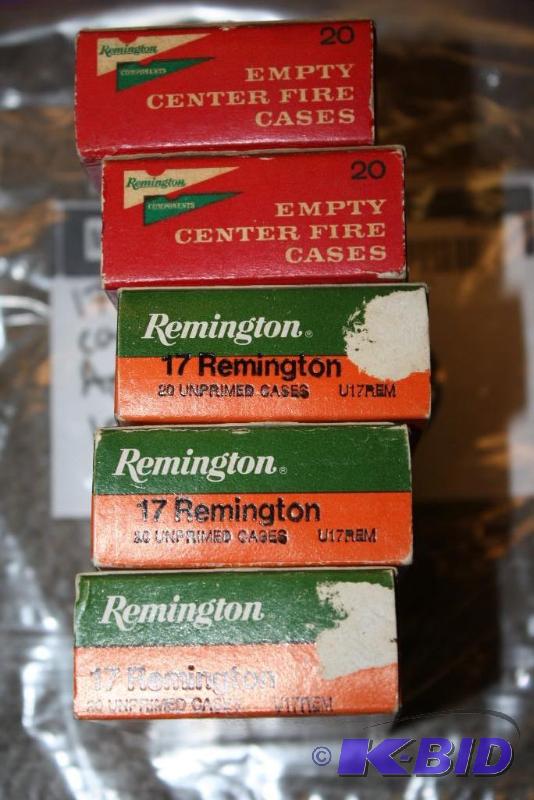 20
Remington
COMPONENTS
EMPTY
CENTER FIRE
CASES
20
Remington
COMPONENTS
EMPTY
CENTER FIRE
CASES
Remington®
17 Remington
20 UNPRIMED CASES U17REM
Remington®
17 Remington
20 UNPRIMED CASES U17REM
Remington
17 Remington
20 UNPRIMED CASES U17REM
© K-BID